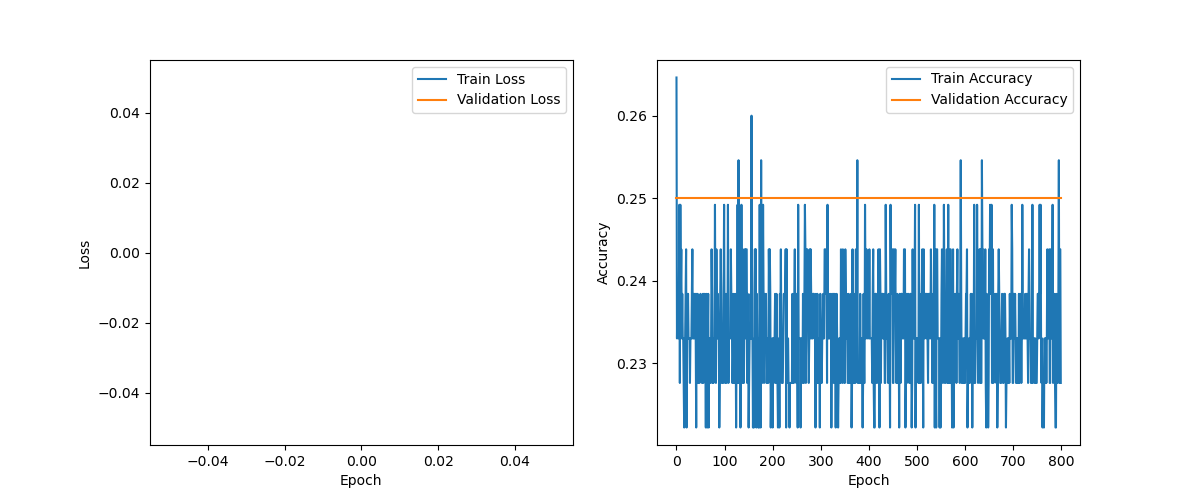 Train Loss
Validation Loss
0.04
0.02
0.00
−0.02
−0.04
Loss
−0.04
−0.02
0.00
0.02
0.04
Epoch
Train Accuracy
Validation Accuracy
0.26
0.25
0.24
0.23
Accuracy
0
100
200
300
400
500
600
700
800
Epoch